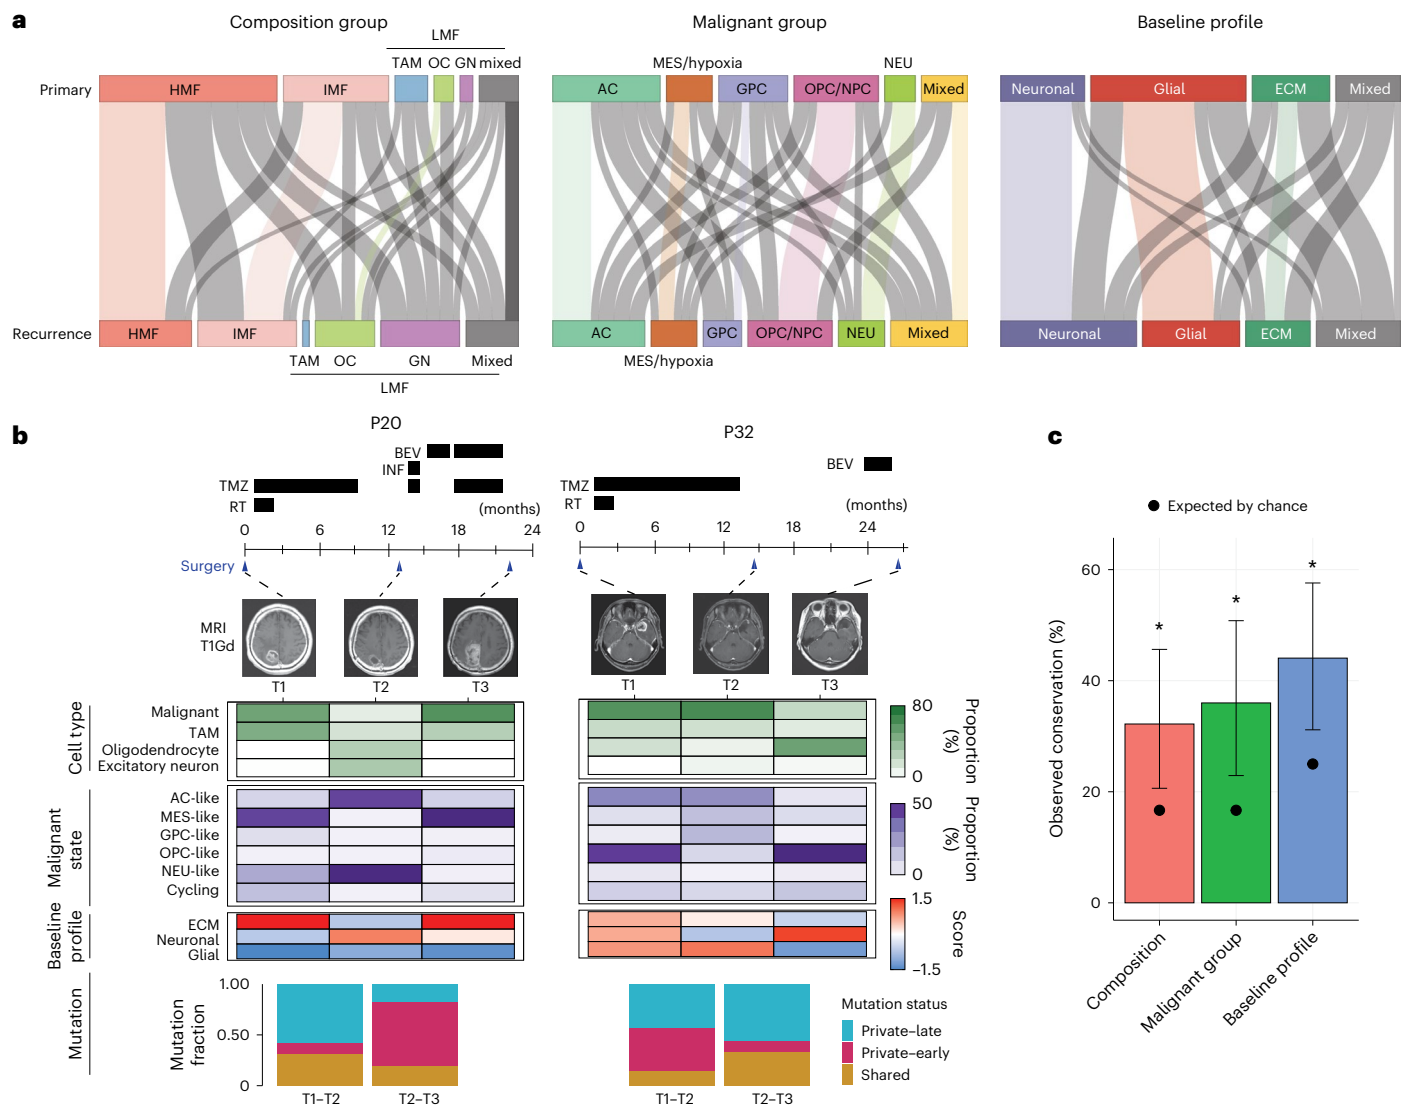 a
Composition group
Malignant group
Baseline profile
LMF
TAM OC GN mixed
MES/hypoxia
NEU
Primary
HMF
IMF
AC
GPC
OPC/NPC
Mixed
Neuronal
Glial
ECM
Mixed
Recurrence
HMF
IMF
AC
GPC
OPC/NPC
NEU
Mixed
Neuronal
Glial
ECM
Mixed
TAM
OC
GN
Mixed
MES/hypoxia
LMF
b
P20
BEV
INF
TMZ
RT
(months)
0 6 12 18 24
Surgery
P32
BEV
TMZ
RT
(months)
0 6 12 18 24
MRI
T1Gd
T1 T2 T3
T1 T2 T3
Cell type
Malignant
TAM
Oligodendrocyte
Excitatory neuron
80
0
Proportion
(%)
Malignant
state
AC-like
MES-like
GPC-like
OPC-like
NEU-like
Cycling
50
0
Proportion
(%)
Baseline
profile
ECM
Neuronal
Glial
1.5
–1.5
Score
Mutation
Mutation
fraction
1.00
0.50
0
T1–T2
T2–T3
T1–T2
T2–T3
Mutation status
Private–late
Private–early
Shared
c
Expected by chance
Observed conservation (%)
60
40
20
0
*
*
*
Composition
Malignant group
Baseline profile